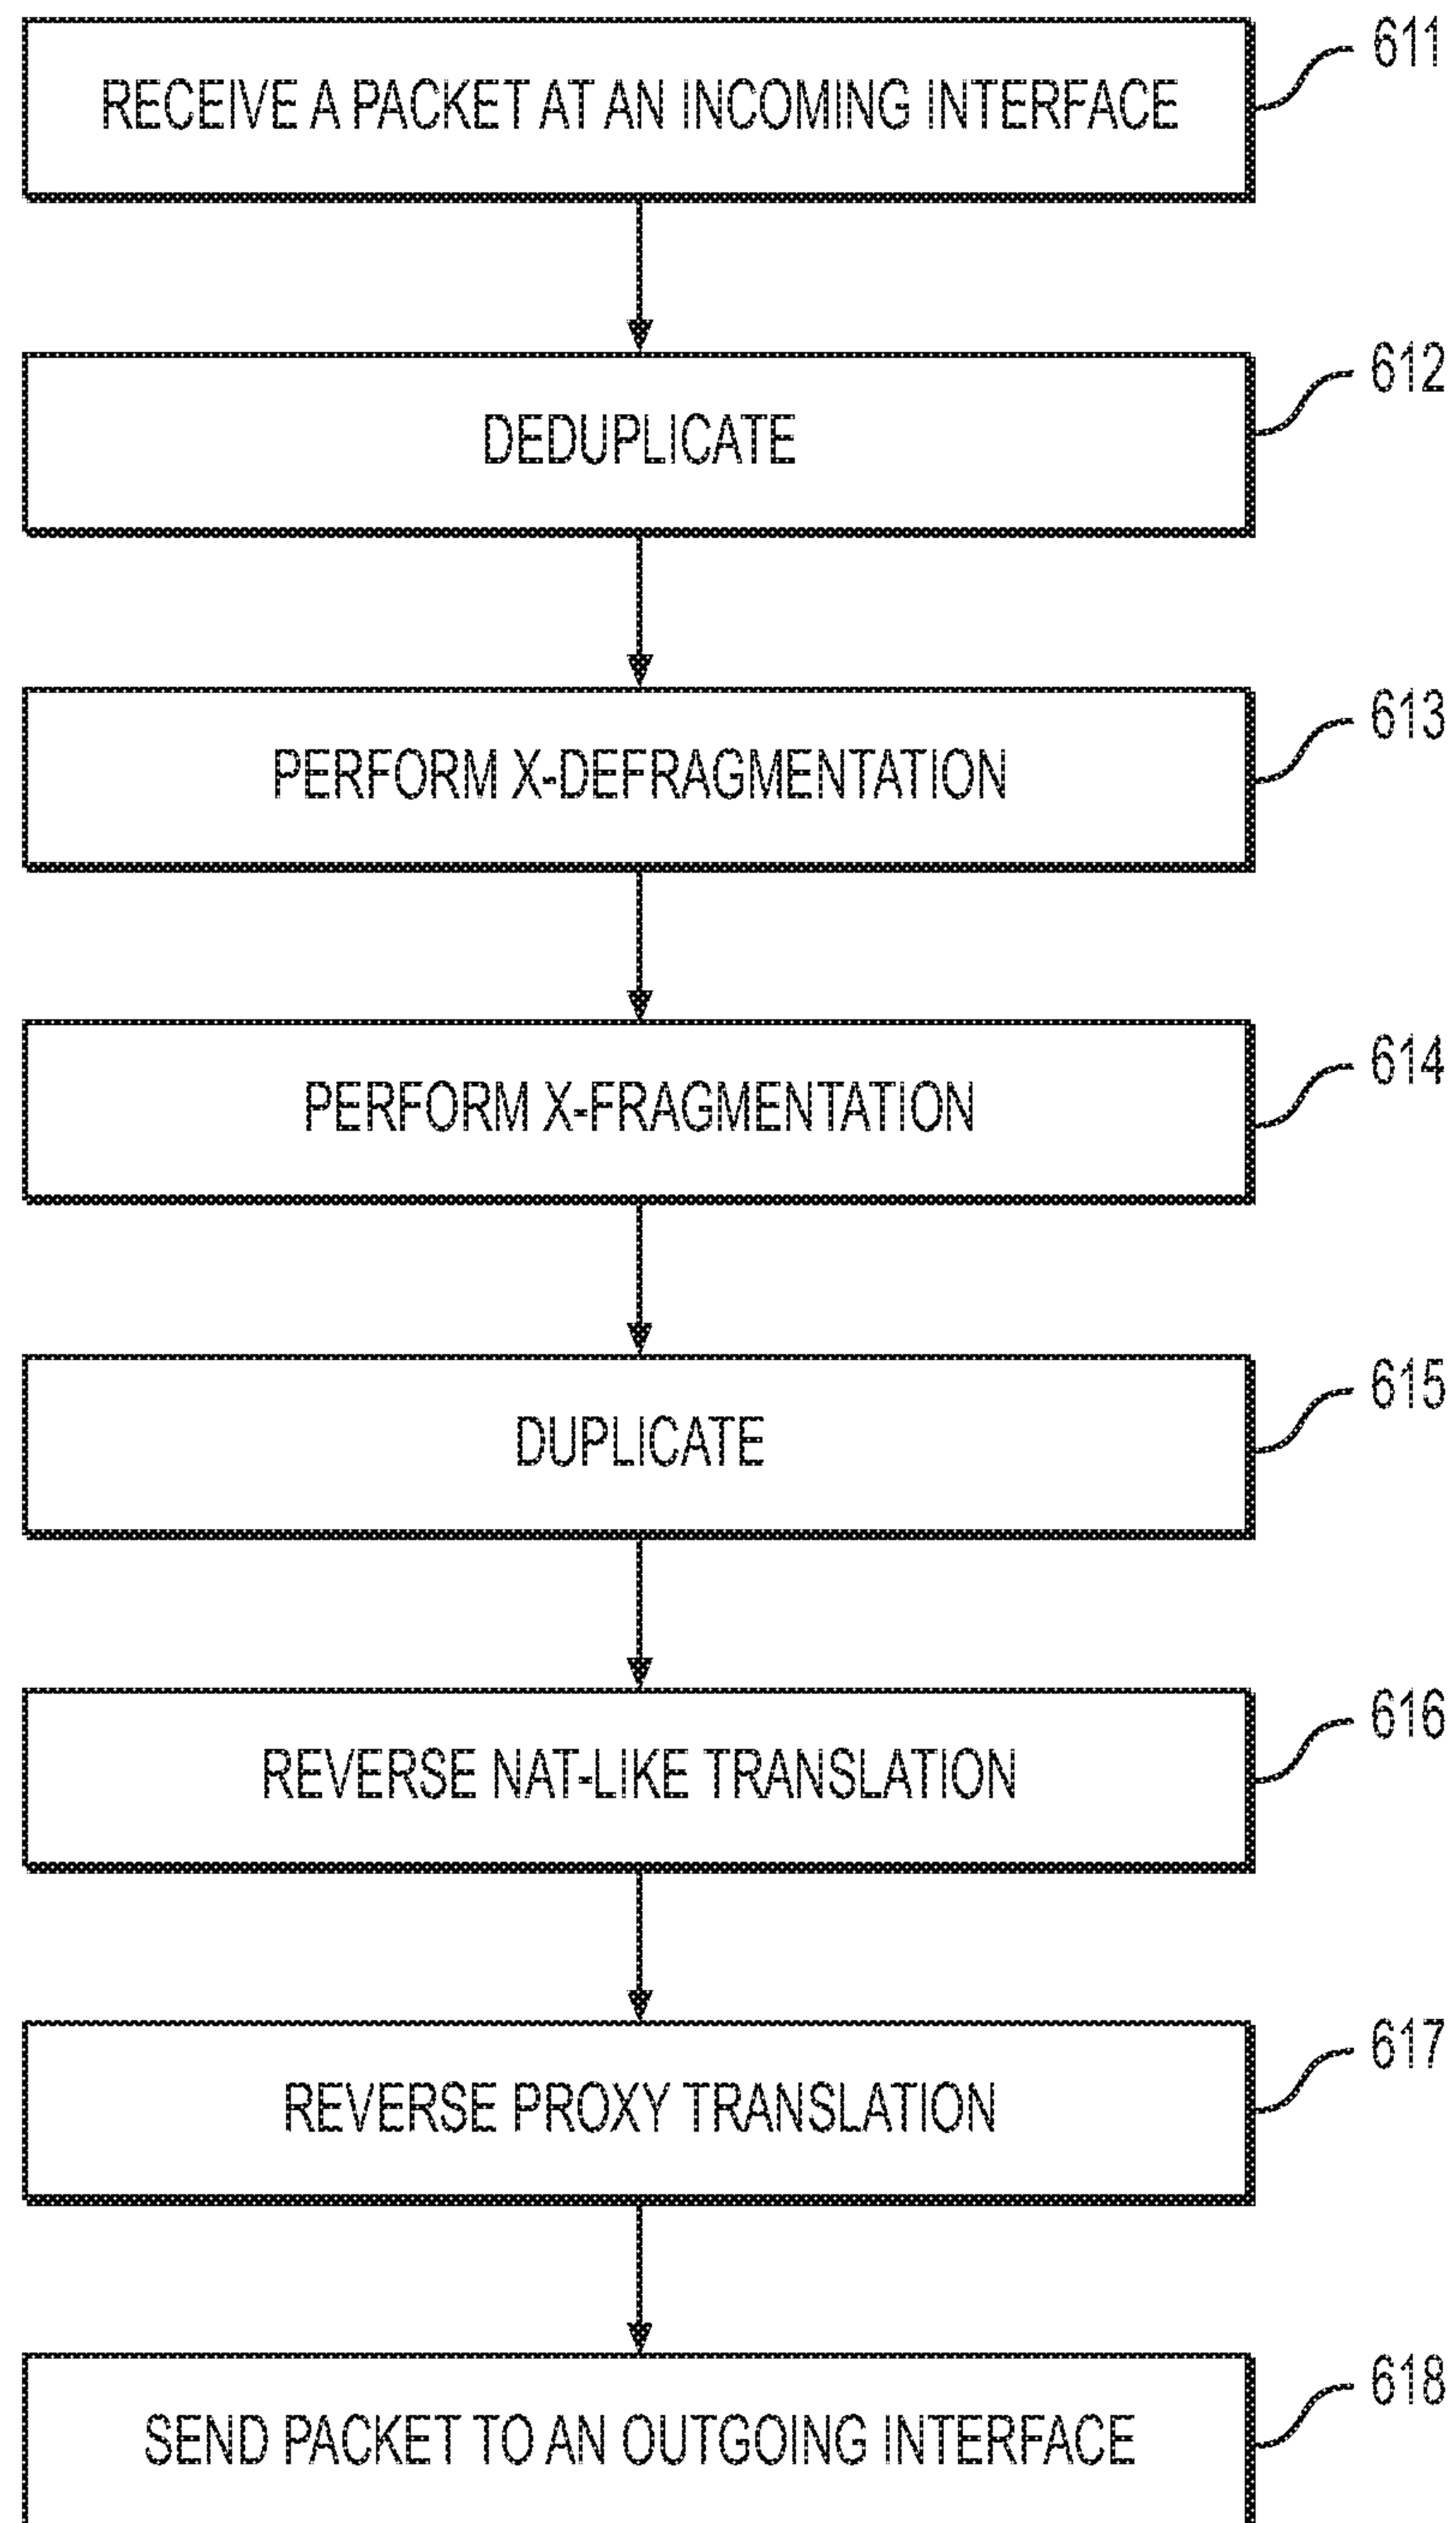 RECEIVE A PACKET AT AN INCOMING INTERFACE
611
DEDUPLICATE
612
PERFORM X-DEFRAGMENTATION
613
PERFORM X-FRAGMENTATION
614
DUPLICATE
615
REVERSE NAT-LIKE TRANSLATION
616
REVERSE PROXY TRANSLATION
617
SEND PACKET TO AN OUTGOING INTERFACE
618